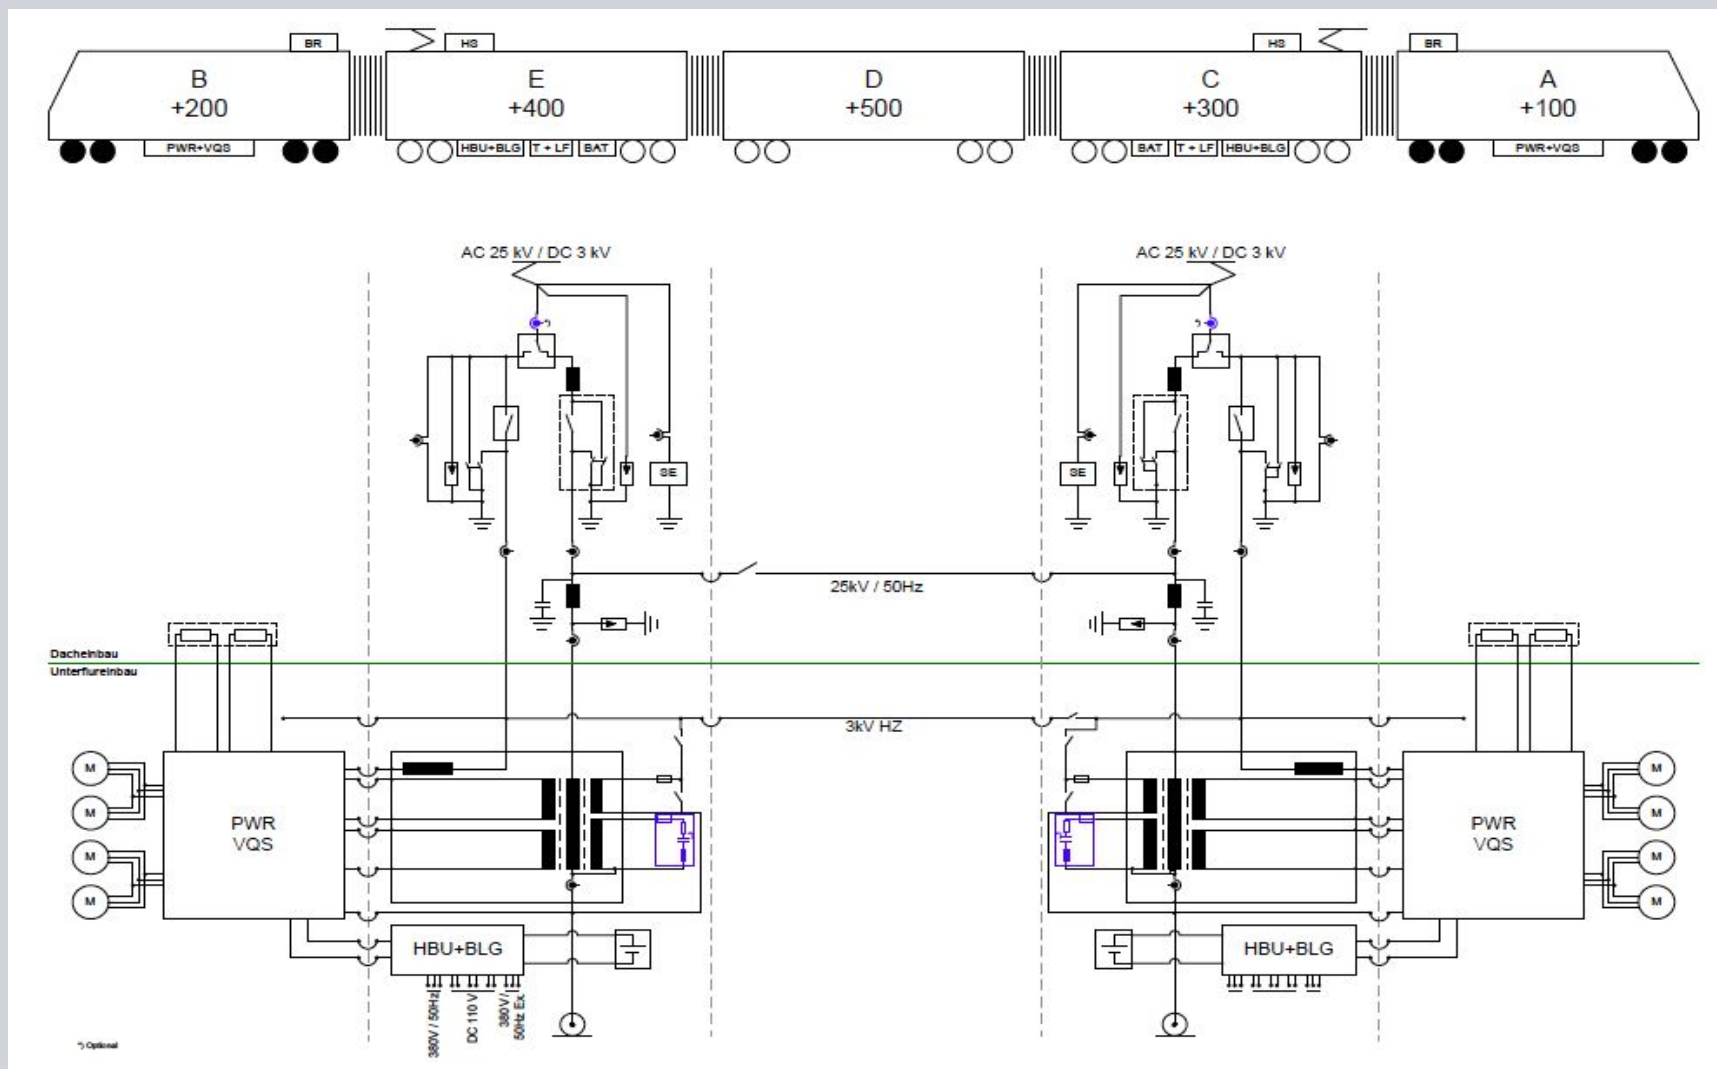 BR HS HS BR
B E D C A
+200 +400 +500 +300 +100
PWR+VQS HBU+BLG T + LF BAT BAT T + LF HBU+BLG PWR+VQS
AC 25 kV / DC 3 kV AC 25 kV / DC 3 kV
*) *)
SE SE
25kV / 50Hz
Dacheinbau
Unterflureinbau
3kV HZ
M M
M M
PWR PWR
VQS VQS
*) *)
M M
M M
HBU+BLG HBU+BLG
380V / 50Hz
DC 110 V
380V /
50Hz Ex.
*) Optional